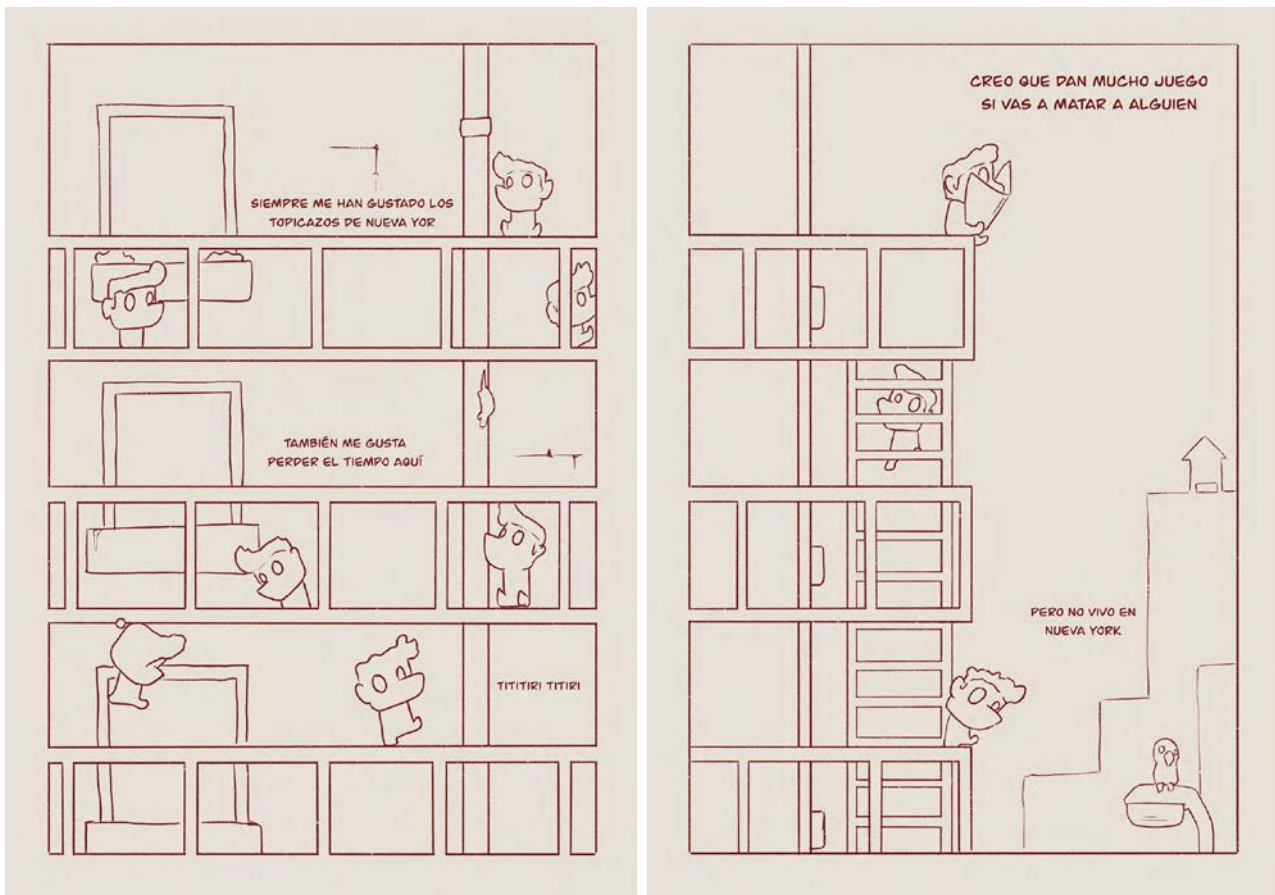 SIEMPRE ME HAN GUSTADO LOS
TOPICAZOS DE NUEVA YOR
TAMBIÉN ME GUSTA
PERDER EL TIEMPO AQUÍ
TITITIRI TITIRI
CREO QUE DAN MUCHO JUEGO
SI VAS A MATAR A ALGUIEN
PERO NO VIVO EN
NUEVA YORK